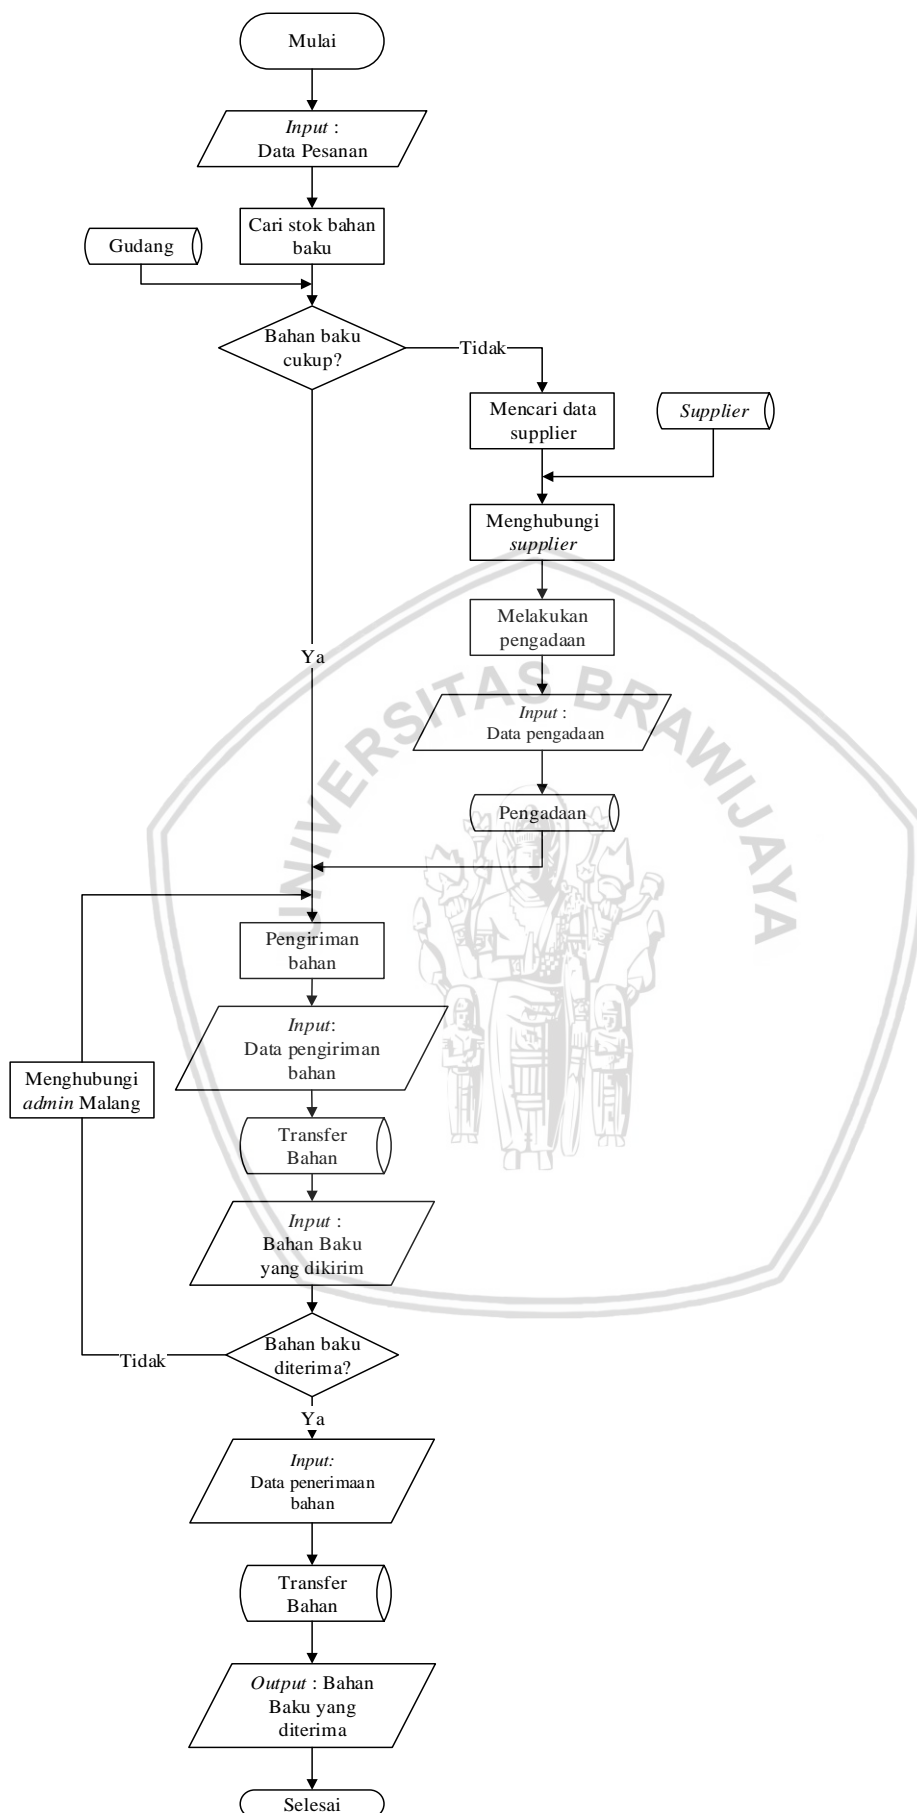 Mulai
Input :
Data Pesanan
Cari stok bahan
baku
Gudang
Bahan baku
cukup?
Tidak
Mencari data
supplier
Supplier
Menghubungi
supplier
Melakukan
pengadaan
Ya
Input :
Data pengadaan
Pengadaan
UNIVERSITAS BRAWIJAYA
Pengiriman
bahan
Input:
Data pengiriman
bahan
Menghubungi
admin Malang
Transfer
Bahan
Input :
Bahan Baku
yang dikirim
Bahan baku
diterima?
Tidak
Ya
Input:
Data penerimaan
bahan
Transfer
Bahan
Output : Bahan
Baku yang
diterima
Selesai